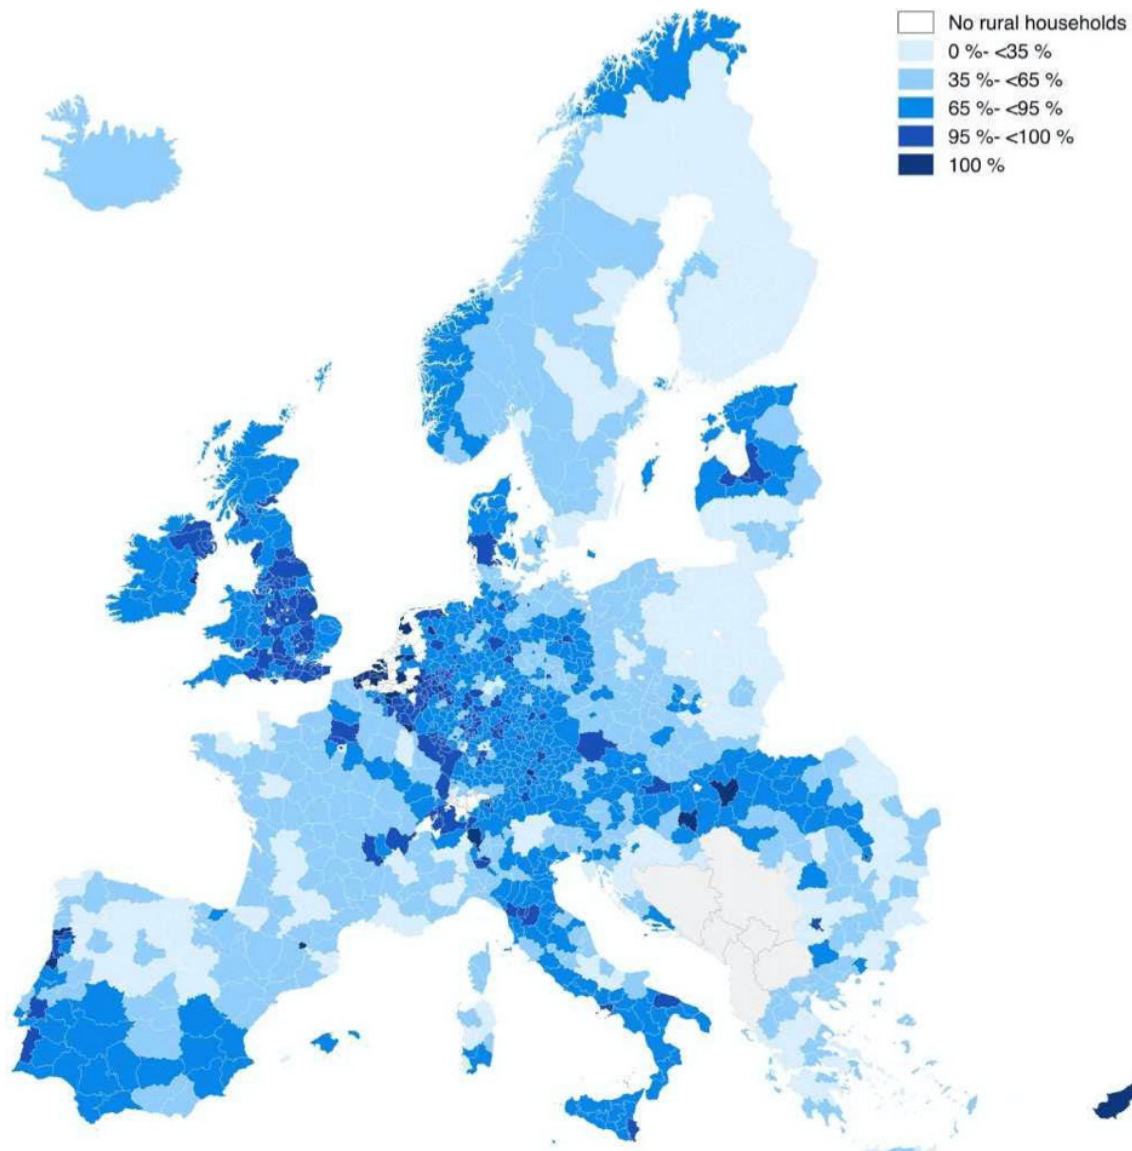 No rural households
0 %- <35 %
35 %- <65 %
65 %- <95 %
95 %- <100 %
100 %